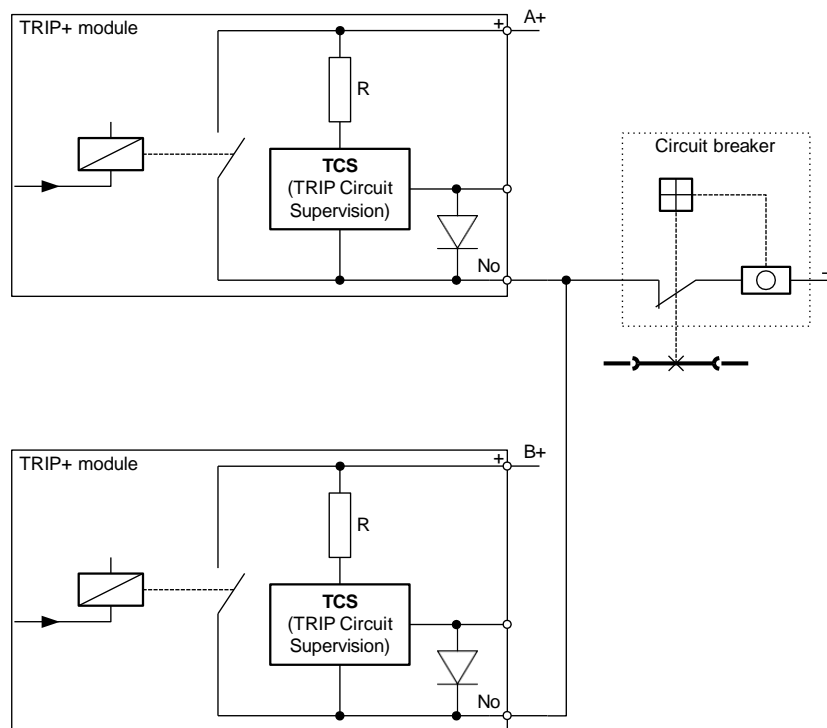 TRIP+ module
+
A+
R
TCS
(TRIP Circuit
Supervision)
No
Circuit breaker
-
TRIP+ module
+
B+
R
TCS
(TRIP Circuit
Supervision)
No